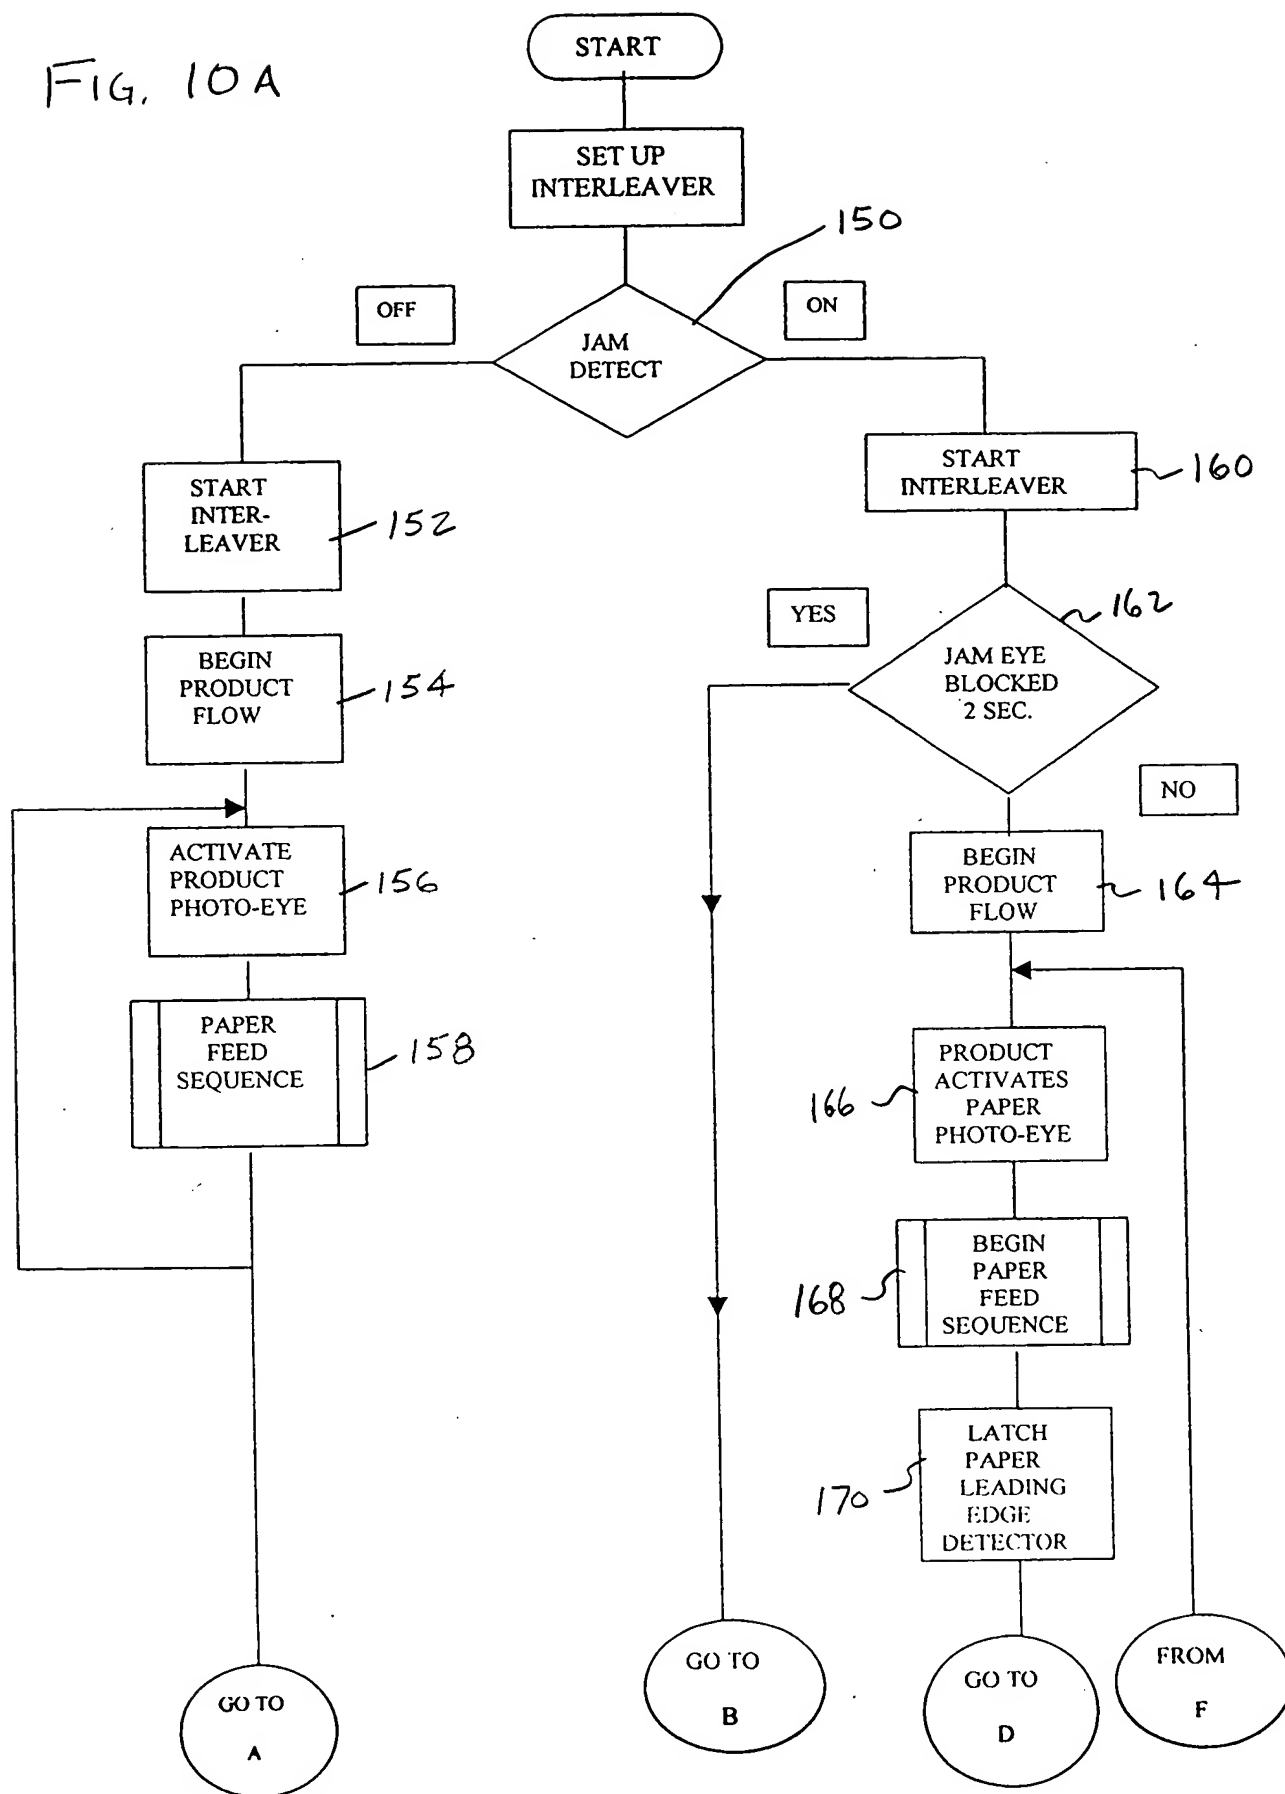 FIG. 10A
START
SET UP
INTERLEAVER
150
OFF
ON
JAM
DETECT
START
INTER-
LEAVER
152
START
INTERLEAVER
160
BEGIN
PRODUCT
FLOW
154
YES
JAM EYE
BLOCKED
2 SEC.
162
NO
ACTIVATE
PRODUCT
PHOTO-EYE
156
BEGIN
PRODUCT
FLOW
164
PAPER
FEED
SEQUENCE
158
PRODUCT
ACTIVATES
PAPER
PHOTO-EYE
166
BEGIN
PAPER
FEED
SEQUENCE
168
LATCH
PAPER
LEADING
EDGE
DETECTOR
170
GO TO
A
GO TO
B
GO TO
D
FROM
F